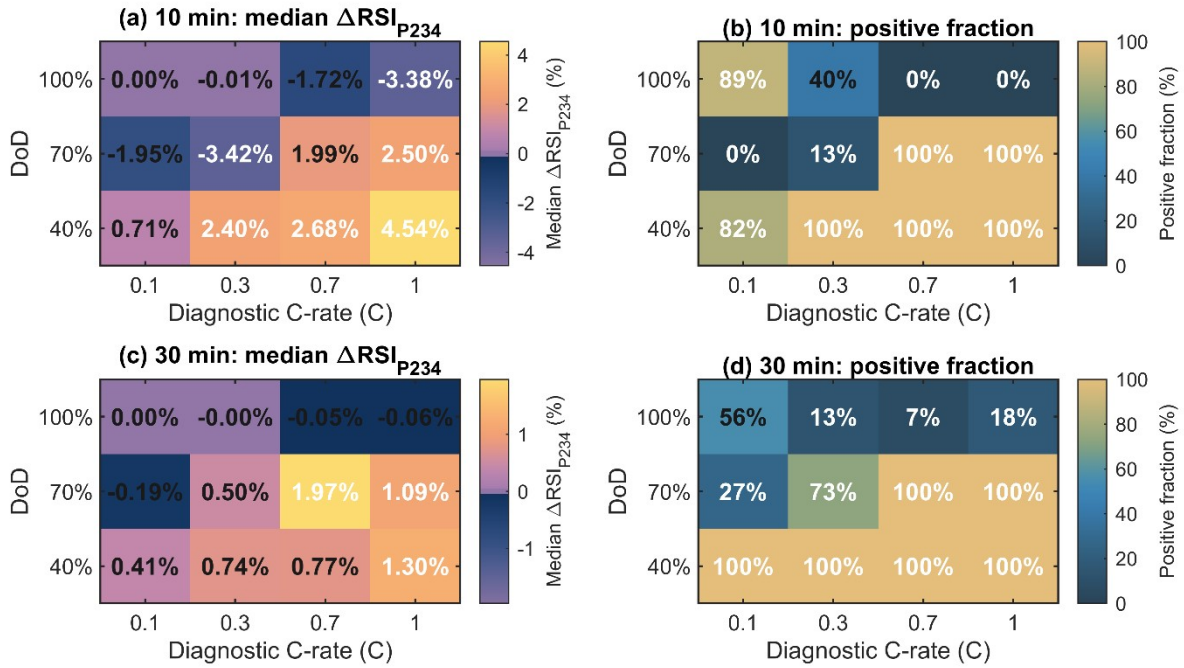 (a) 10 min: median ΔRSI_P234
100% 0.00% -0.01% -1.72% -3.38%
70% -1.95% -3.42% 1.99% 2.50%
40% 0.71% 2.40% 2.68% 4.54%
0.1 0.3 0.7 1
Diagnostic C-rate (C)
DoD
4
2
0
-2
-4
Median ΔRSI_P234 (%)
(b) 10 min: positive fraction
100% 89% 40% 0% 0%
70% 0% 13% 100% 100%
40% 82% 100% 100% 100%
0.1 0.3 0.7 1
Diagnostic C-rate (C)
DoD
100
80
60
40
20
0
Positive fraction (%)
(c) 30 min: median ΔRSI_P234
100% 0.00% -0.00% -0.05% -0.06%
70% -0.19% 0.50% 1.97% 1.09%
40% 0.41% 0.74% 0.77% 1.30%
0.1 0.3 0.7 1
Diagnostic C-rate (C)
DoD
1
0
-1
Median ΔRSI_P234 (%)
(d) 30 min: positive fraction
100% 56% 13% 7% 18%
70% 27% 73% 100% 100%
40% 100% 100% 100% 100%
0.1 0.3 0.7 1
Diagnostic C-rate (C)
DoD
100
80
60
40
20
0
Positive fraction (%)